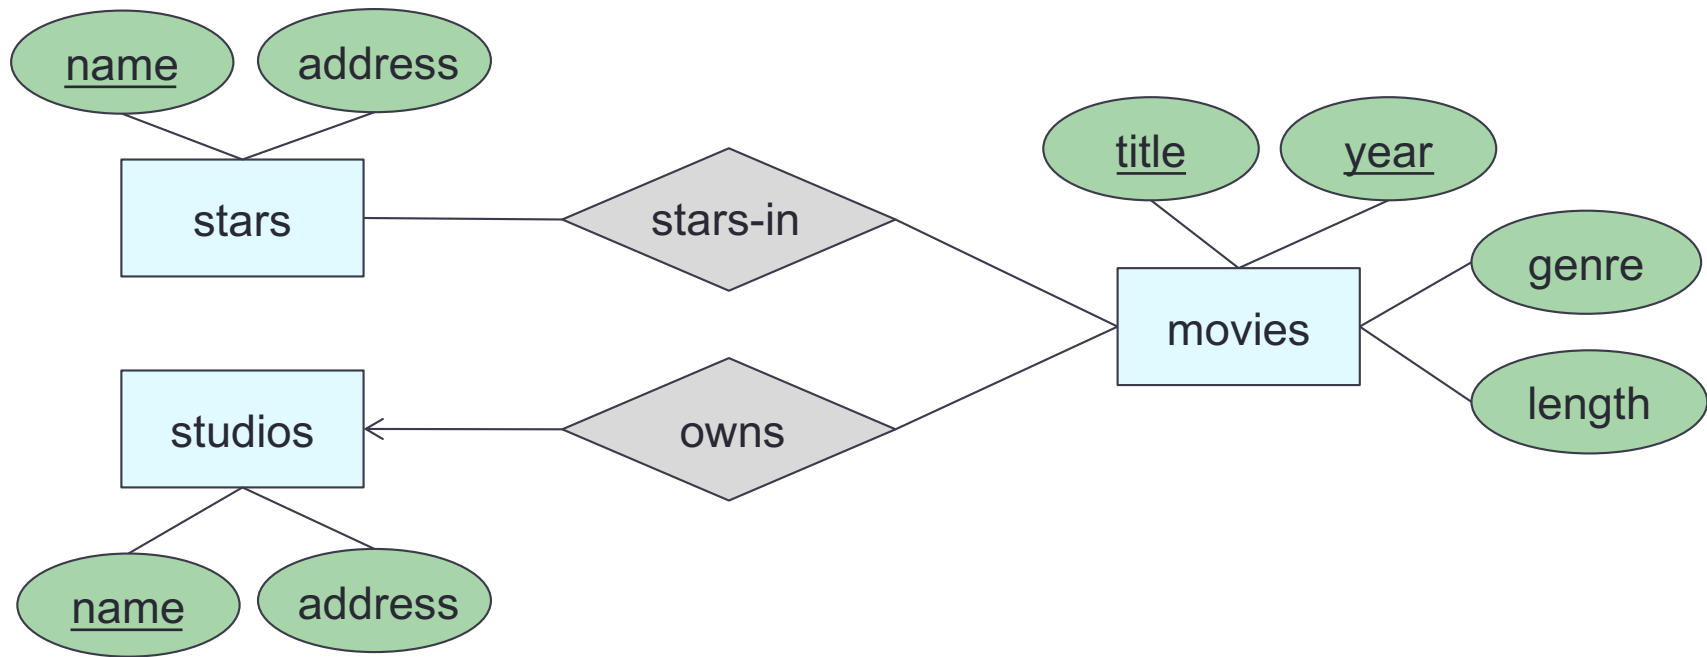 name
address
stars
stars-in
title
year
genre
movies
length
studios
owns
name
address